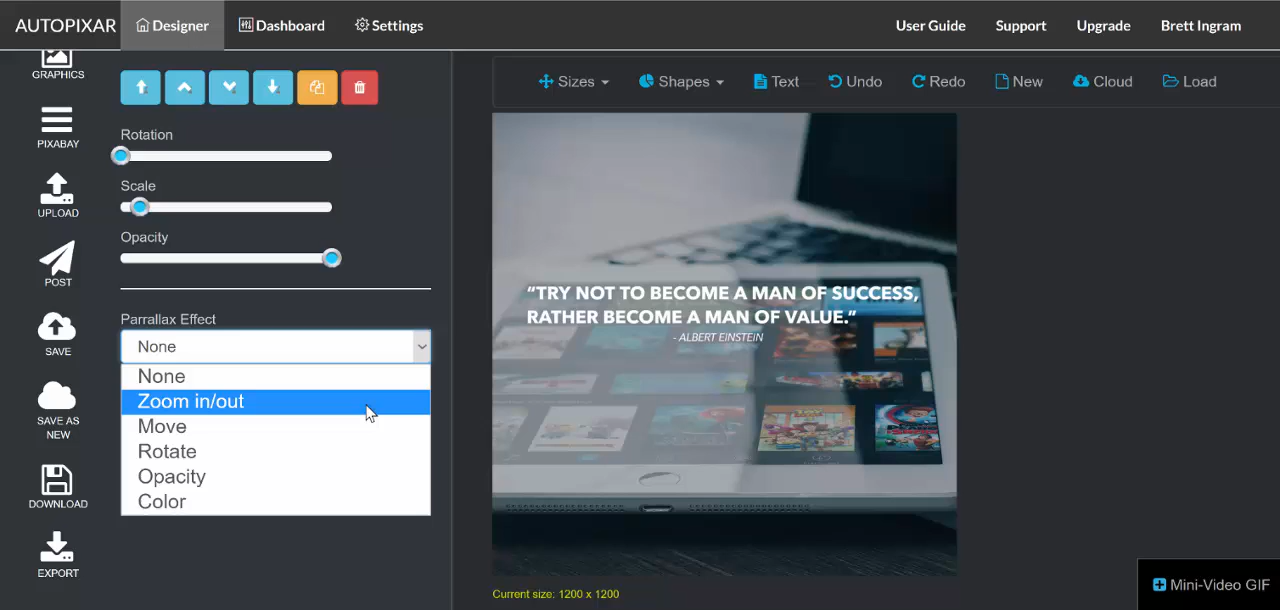 AUTOPIXAR
Designer
Dashboard
Settings
User Guide
Support
Upgrade
Brett Ingram
GRAPHICS
PIXABAY
UPLOAD
POST
SAVE
SAVE AS
NEW
DOWNLOAD
EXPORT
Rotation
Scale
Opacity
Parrallax Effect
None
None
Zoom in/out
Move
Rotate
Opacity
Color
Sizes
Shapes
Text
Undo
Redo
New
Cloud
Load
“TRY NOT TO BECOME A MAN OF SUCCESS,
RATHER BECOME A MAN OF VALUE.”
- ALBERT EINSTEIN
Current size: 1200 x 1200
Mini-Video GIF